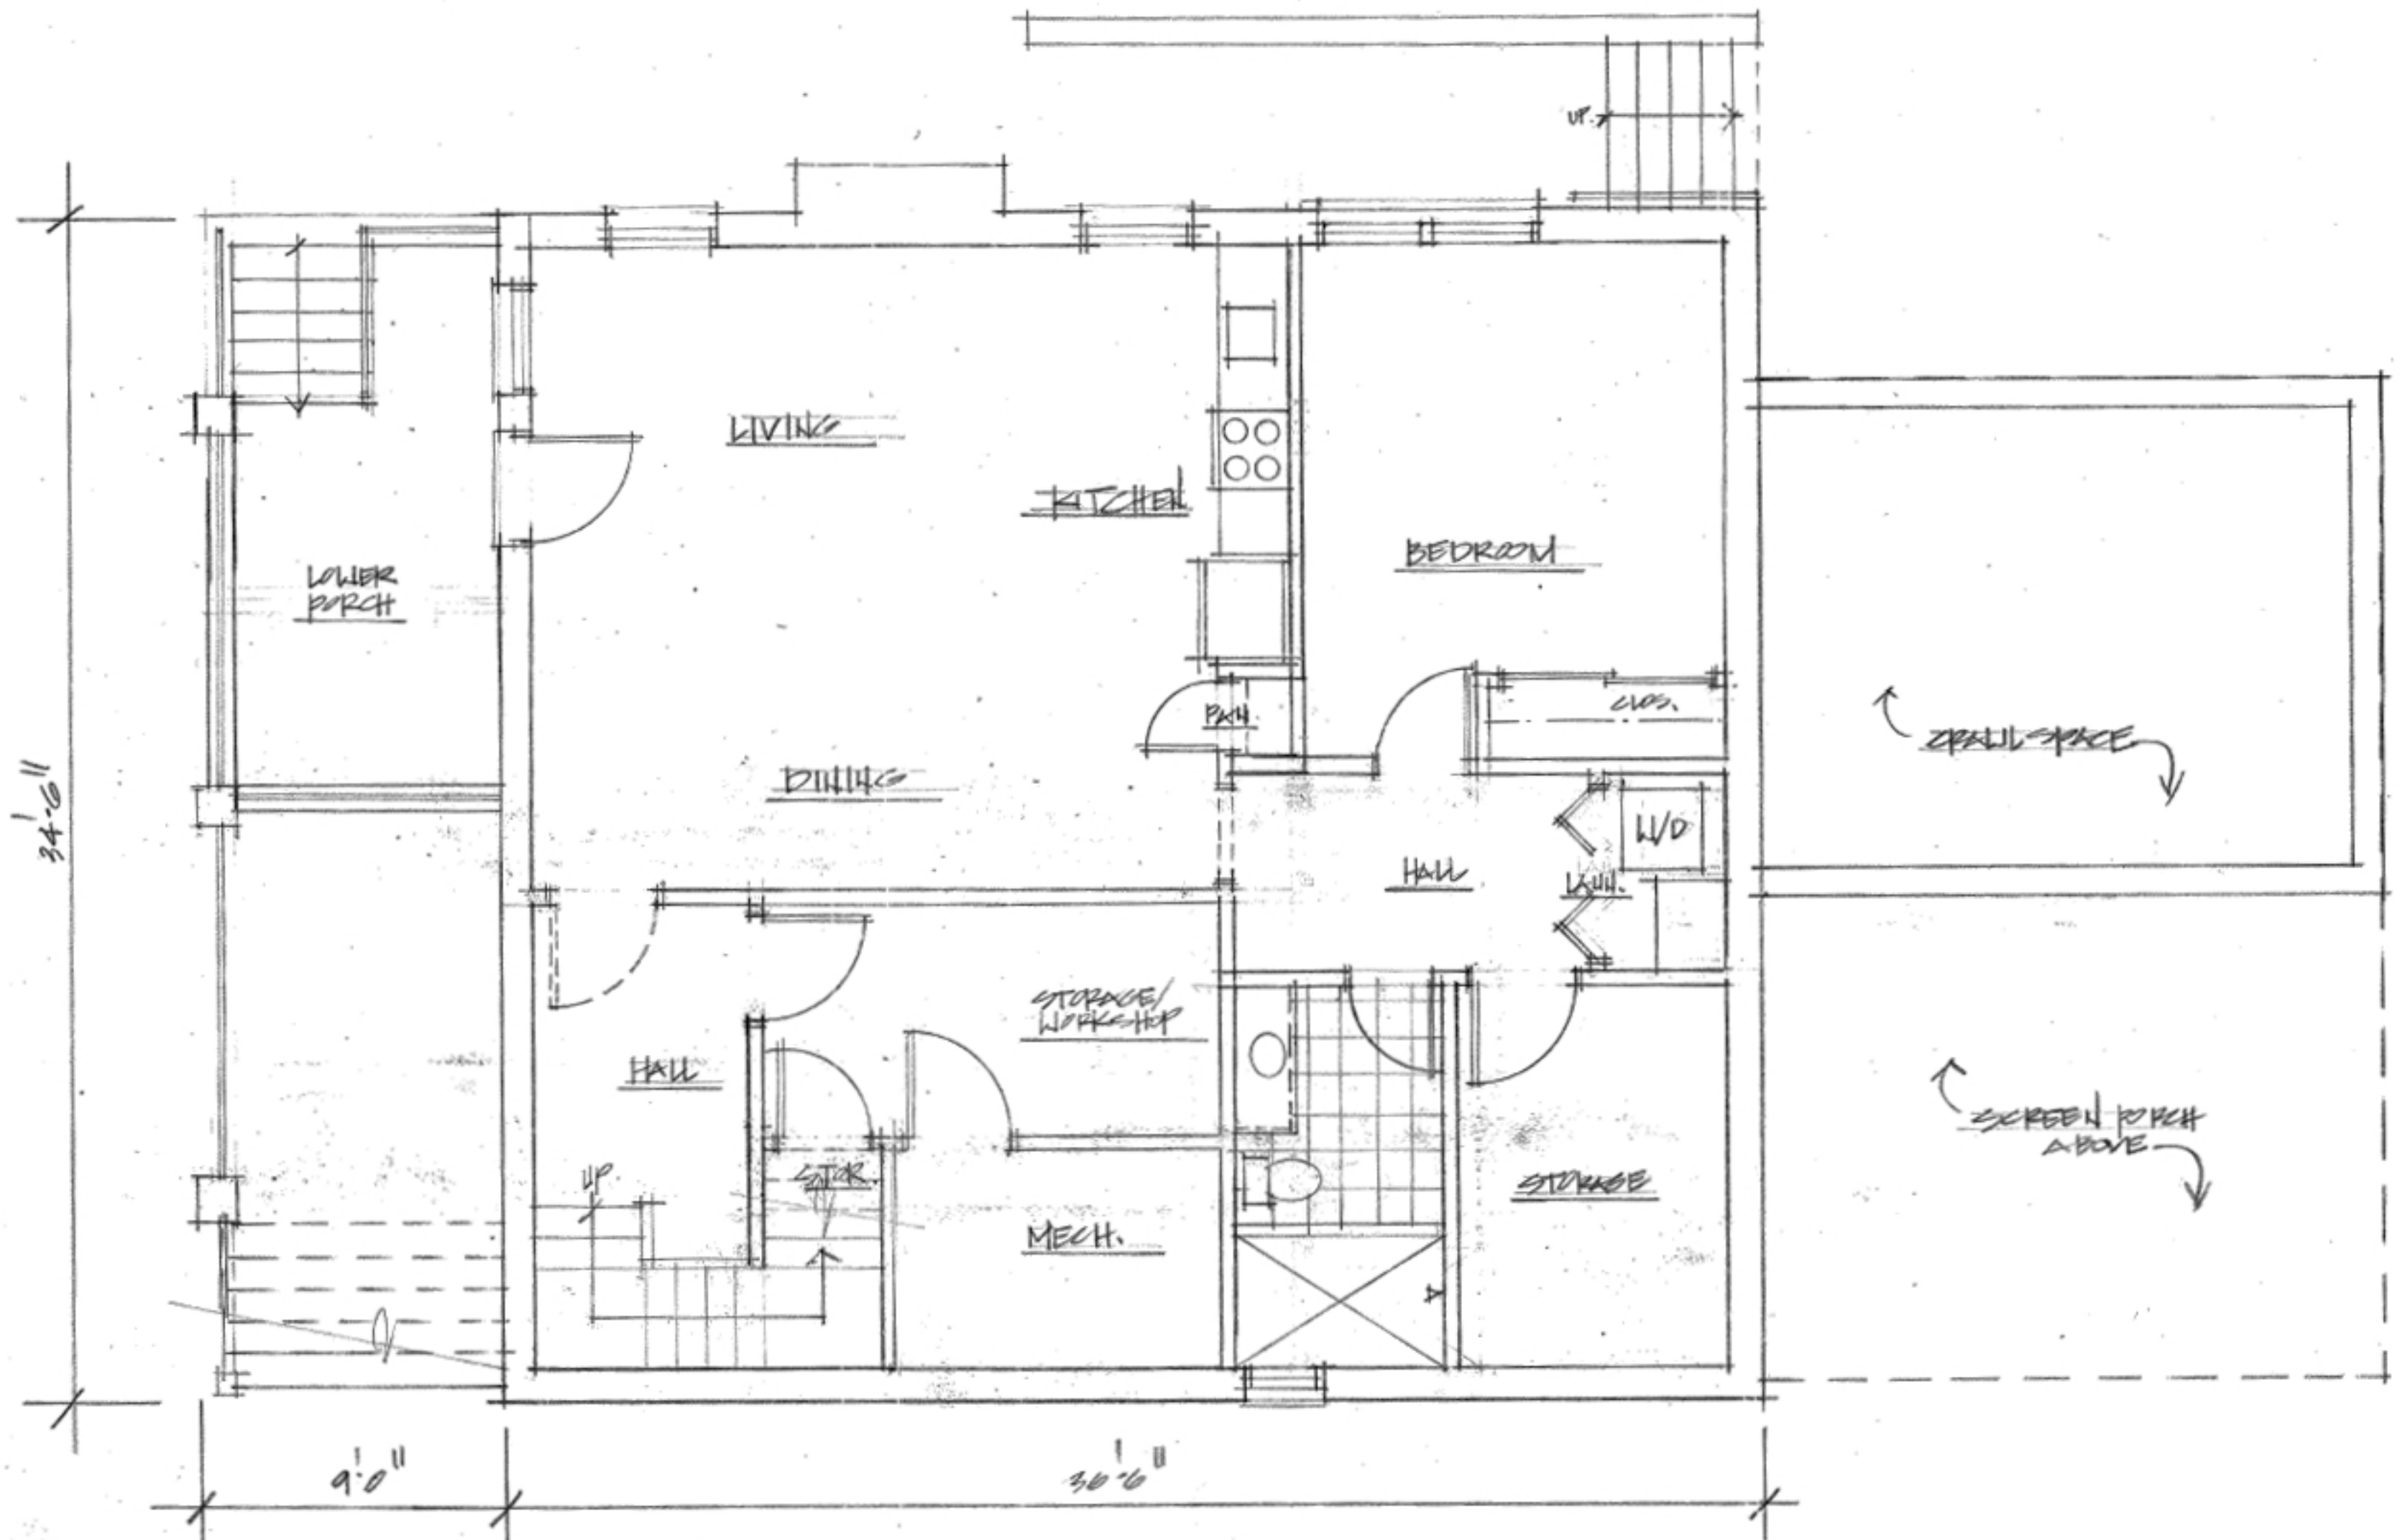 UP.
LIVING
KITCHEN
BEDROOM
LOWER
PORCH
CLOS.
PAN.
CRAWLSPACE
DINING
34'-6"
W/D
HALL
LAUN.
STORAGE/
WORKSHOP
HALL
SCREEN PORCH
ABOVE
UP.
STOR.
STORAGE
MECH.
9'-0"
36'-6"